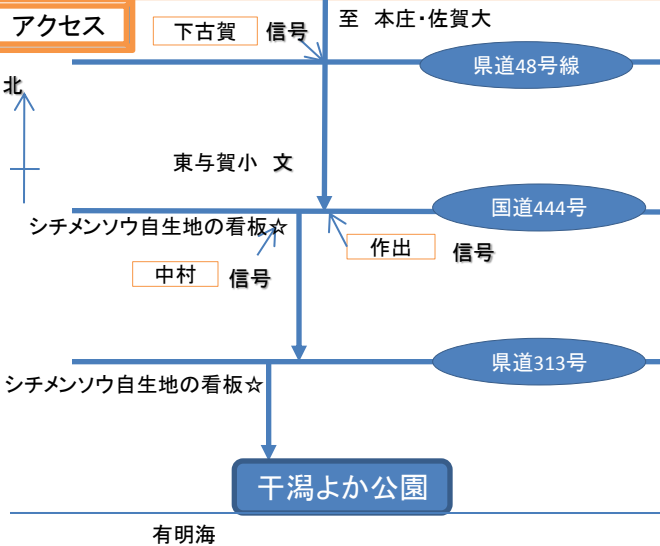 アクセス
至 本庄・佐賀大
下古賀 信号
県道48号線
北
東与賀小 文
国道444号
シチメンソウ自生地の看板☆
作出 信号
中村 信号
県道313号
シチメンソウ自生地の看板☆
干潟よか公園
有明海